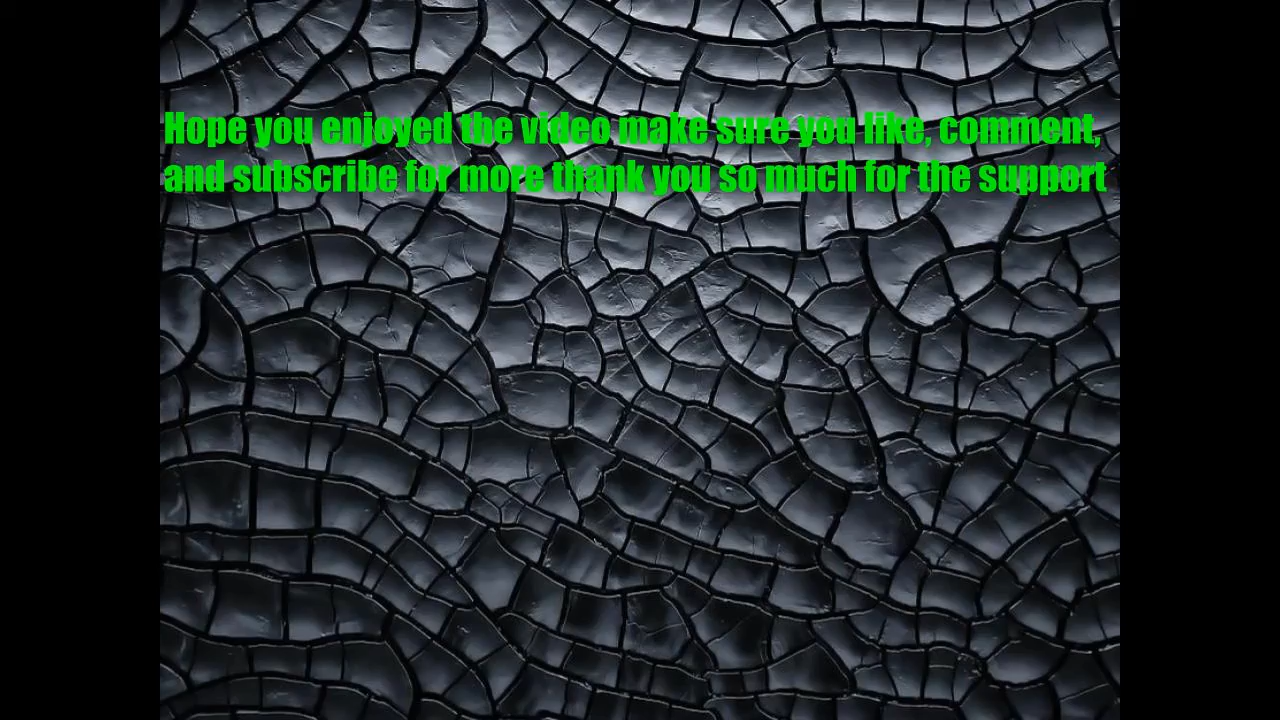 Hope you enjoyed the video make sure you like, comment,
and subscribe for more thank you so much for the support